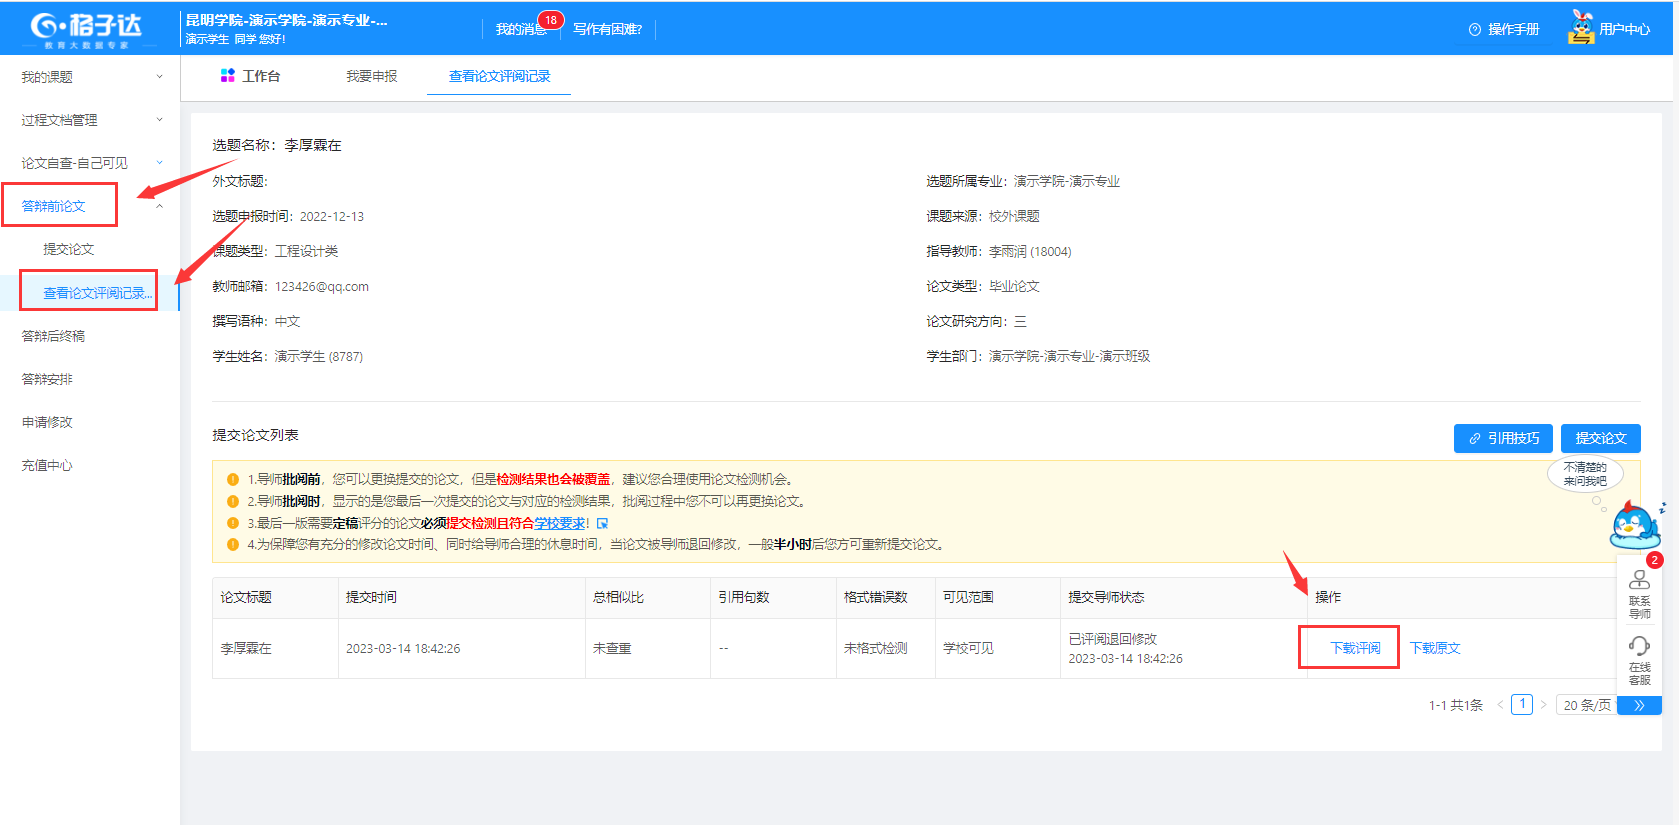 格子达
教育大数据专家
昆明学院-演示学院-演示专业-...
演示学生 同学 您好!
我的消息
18
写作有困难?
操作手册
用户中心
我的课题
过程文档管理
论文自查-自己可见
答辩前论文
提交论文
查看论文评阅记录...
答辩后终稿
答辩安排
申请修改
充值中心
工作台
我要申报
查看论文评阅记录
选题名称：李厚霖在
外文标题:
选题所属专业：演示学院-演示专业
选题申报时间：2022-12-13
课题来源：校外课题
课题类型：工程设计类
指导教师：李雨润 (18004)
教师邮箱：123426@qq.com
论文类型：毕业论文
撰写语种：中文
论文研究方向：三
学生姓名：演示学生 (8787)
学生部门：演示学院-演示专业-演示班级
提交论文列表
引用技巧
提交论文
不清楚的
来问我吧
1.导师批阅前，您可以更换提交的论文，但是检测结果也会被覆盖，建议您合理使用论文检测机会。
2.导师批阅时，显示的是您最后一次提交的论文与对应的检测结果，批阅过程中您不可以再更换论文。
3.最后一版需要定稿评分的论文必须提交检测且符合学校要求!
4.为保障您有充分的修改论文时间、同时给导师合理的休息时间，当论文被导师退回修改，一般半小时后您方可重新提交论文。
论文标题
提交时间
总相似比
引用句数
格式错误数
可见范围
提交导师状态
操作
李厚霖在
2023-03-14 18:42:26
未查重
--
未格式检测
学校可见
已评阅退回修改
2023-03-14 18:42:26
下载评阅
下载原文
1-1 共1条
<
1
>
20 条/页
z
z
2
联系
导师
在线
客服